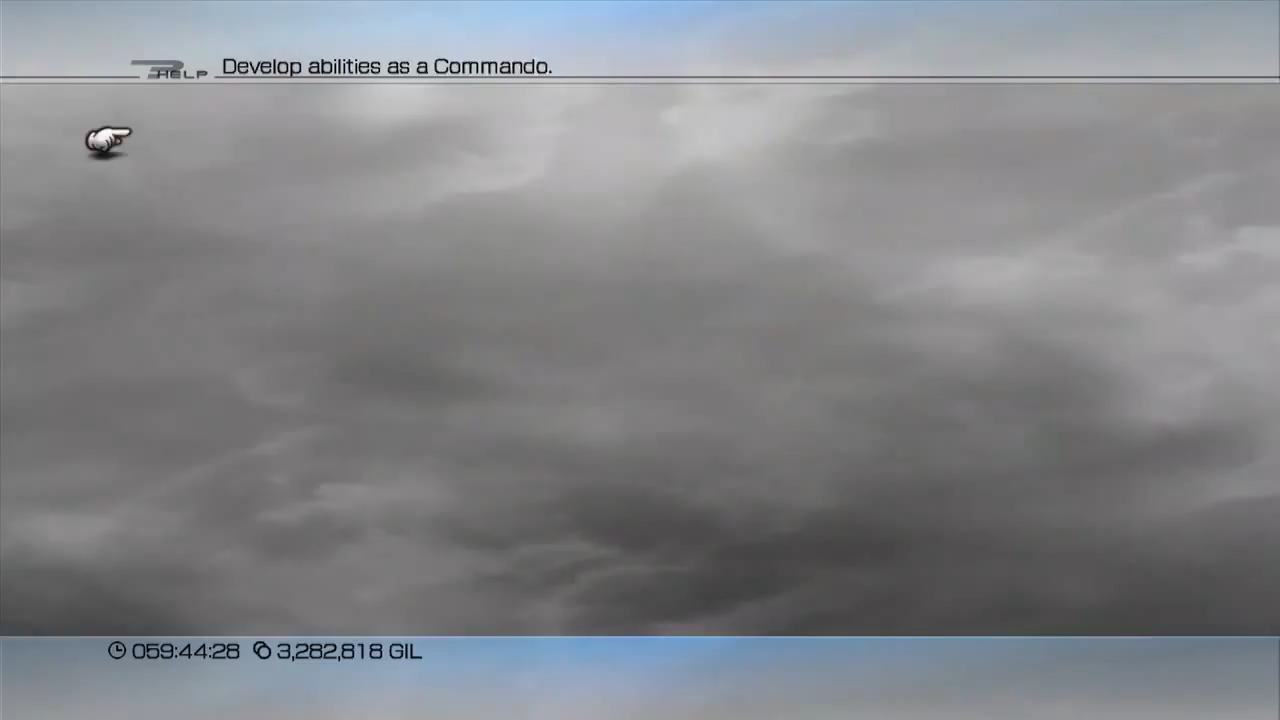 HELP Develop abilities as a Commando.
059:44:28 3,282,818 GIL